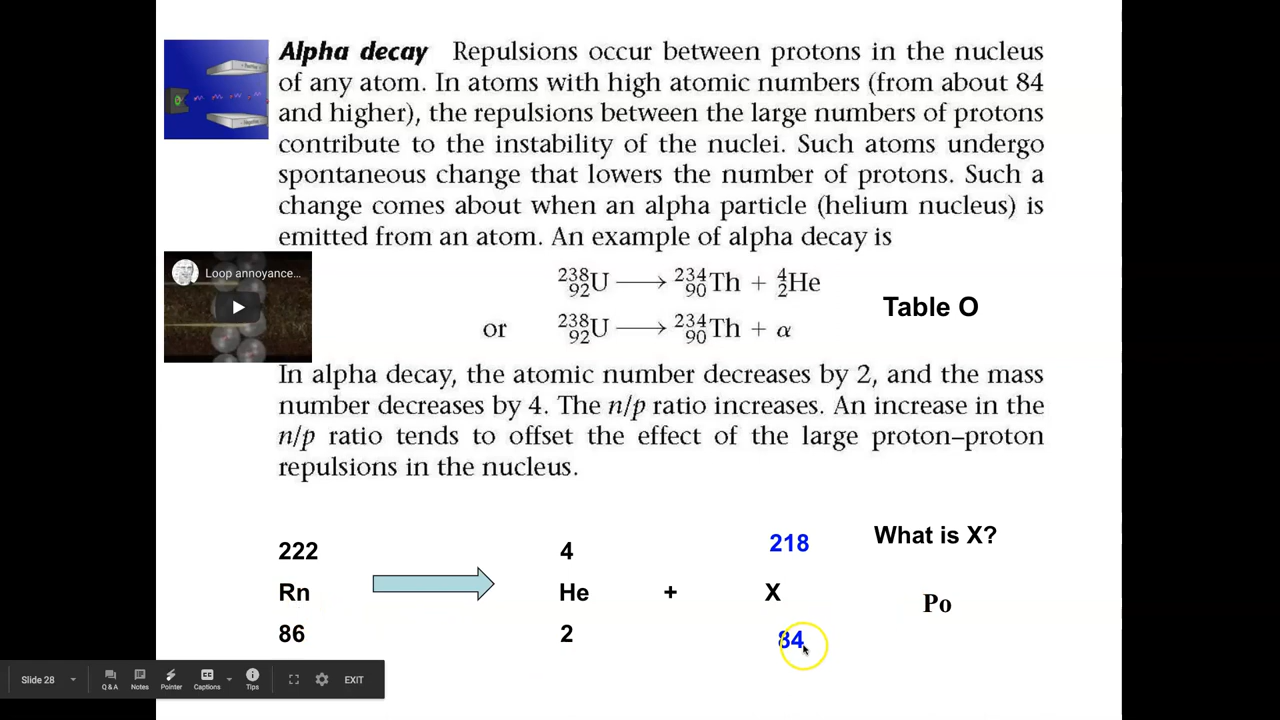 Alpha decay Repulsions occur between protons in the nucleus
of any atom. In atoms with high atomic numbers (from about 84
and higher), the repulsions between the large numbers of protons
contribute to the instability of the nuclei. Such atoms undergo
spontaneous change that lowers the number of protons. Such a
change comes about when an alpha particle (helium nucleus) is
emitted from an atom. An example of alpha decay is
Loop annoyance...
²³⁸₉₂U ⟶ ²³⁴₉₀Th + ⁴₂He
Table O
or ²³⁸₉₂U ⟶ ²³⁴₉₀Th + α
In alpha decay, the atomic number decreases by 2, and the mass
number decreases by 4. The n/p ratio increases. An increase in the
n/p ratio tends to offset the effect of the large proton–proton
repulsions in the nucleus.
What is X?
222 4 218
Rn He + X
Po
86 2 84
Slide 28 Q & A Notes Pointer Captions Tips EXIT